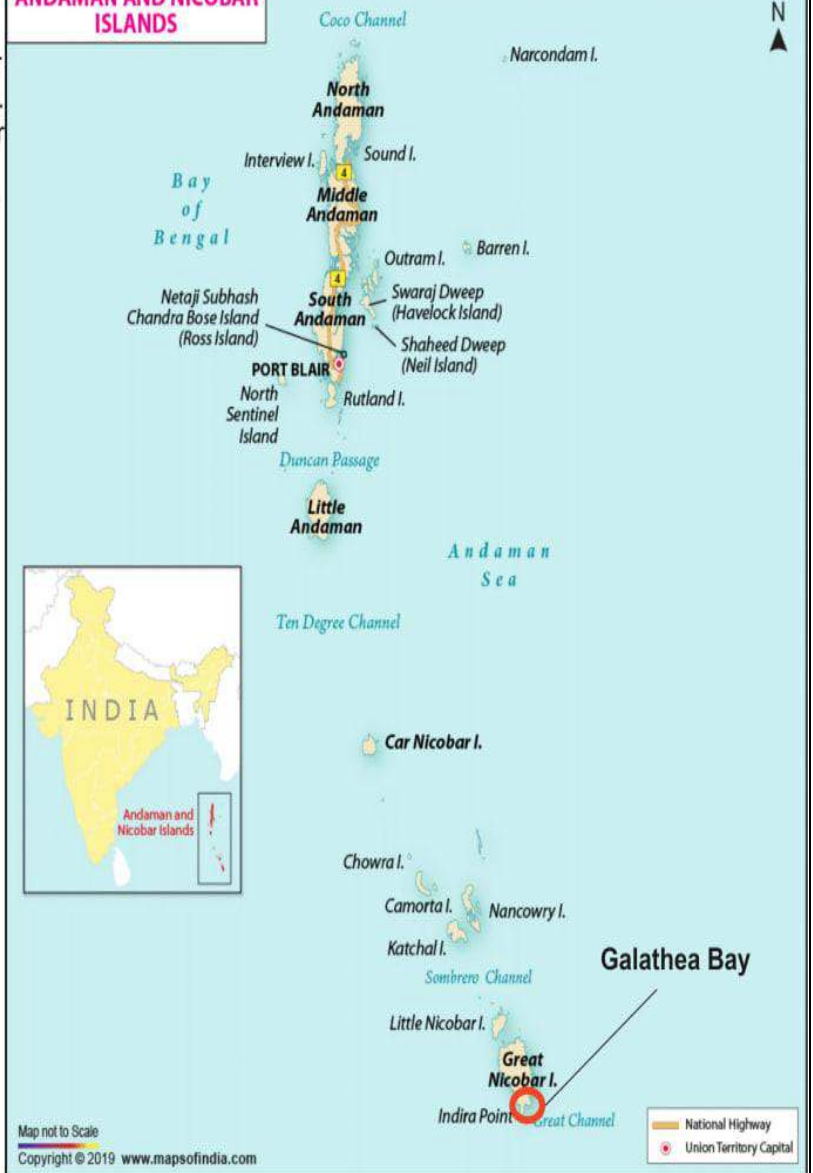 ANDAMAN AND NICOBAR
ISLANDS
Coco Channel
N
Narcondam I.
North
Andaman
Interview I.
Sound I.
4
Bay
of
Bengal
Middle
Andaman
Outram I.
Barren I.
4
Netaji Subhash
Chandra Bose Island
(Ross Island)
South
Andaman
Swaraj Dweep
(Havelock Island)
Shaheed Dweep
(Neil Island)
PORT BLAIR
North
Sentinel
Island
Rutland I.
Duncan Passage
Little
Andaman
Andaman
Sea
Ten Degree Channel
INDIA
Andaman and
Nicobar Islands
Car Nicobar I.
Chowra I.
Camorta I.
Nancowry I.
Katchal I.
Galathea Bay
Sombrero Channel
Little Nicobar I.
Great
Nicobar I.
Indira Point
Great Channel
National Highway
Union Territory Capital
Map not to Scale
Copyright © 2019 www.mapsofindia.com